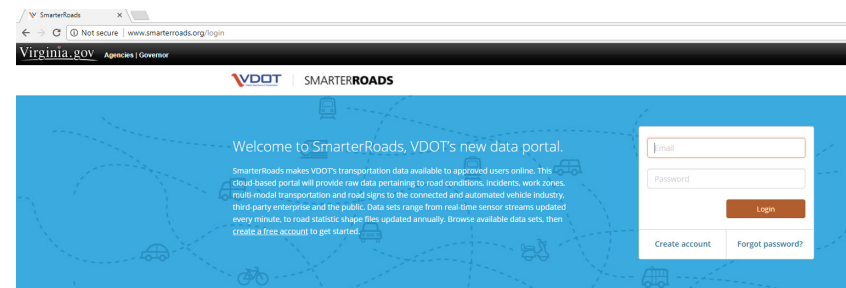 SmarterRoads
Not secure | www.smarterroads.org/login
Virginia.gov Agencies | Governor
VDOT SMARTERROADS
Welcome to SmarterRoads, VDOT's new data portal.
SmarterRoads makes VDOT's transportation data available to approved users online. This
cloud-based portal will provide raw data pertaining to road conditions, incidents, work zones,
multi-modal transportation and road signs to the connected and automated vehicle industry,
third-party enterprise and the public. Data sets range from real-time sensor streams updated
every minute, to road statistic shape files updated annually. Browse available data sets, then
create a free account to get started.
Email
Password
Login
Create account Forgot password?